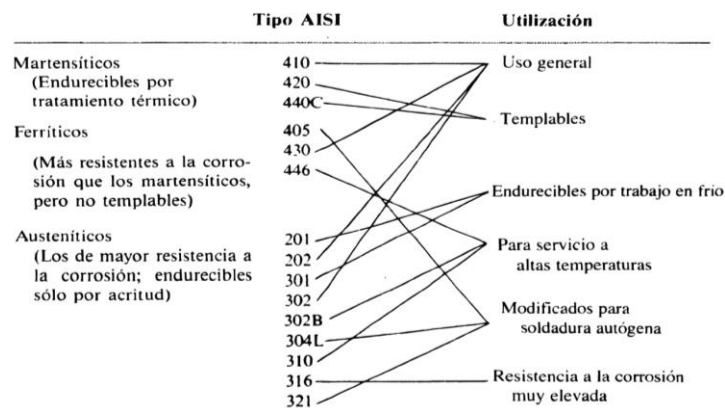 Tipo AISI Utilización
Martensíticos 410 Uso general
(Endurecibles por 420
tratamiento térmico) 440C
Templables
Ferríticos 405
430
(Más resistentes a la corro- 446
sión que los martensíticos,
pero no templables) Endurecibles por trabajo en frío
Austeníticos 201
(Los de mayor resistencia a 202 Para servicio a
la corrosión; endurecibles 301 altas temperaturas
sólo por acritud) 302
302B Modificados para
304L soldadura autógena
310
316 Resistencia a la corrosión
321 muy elevada